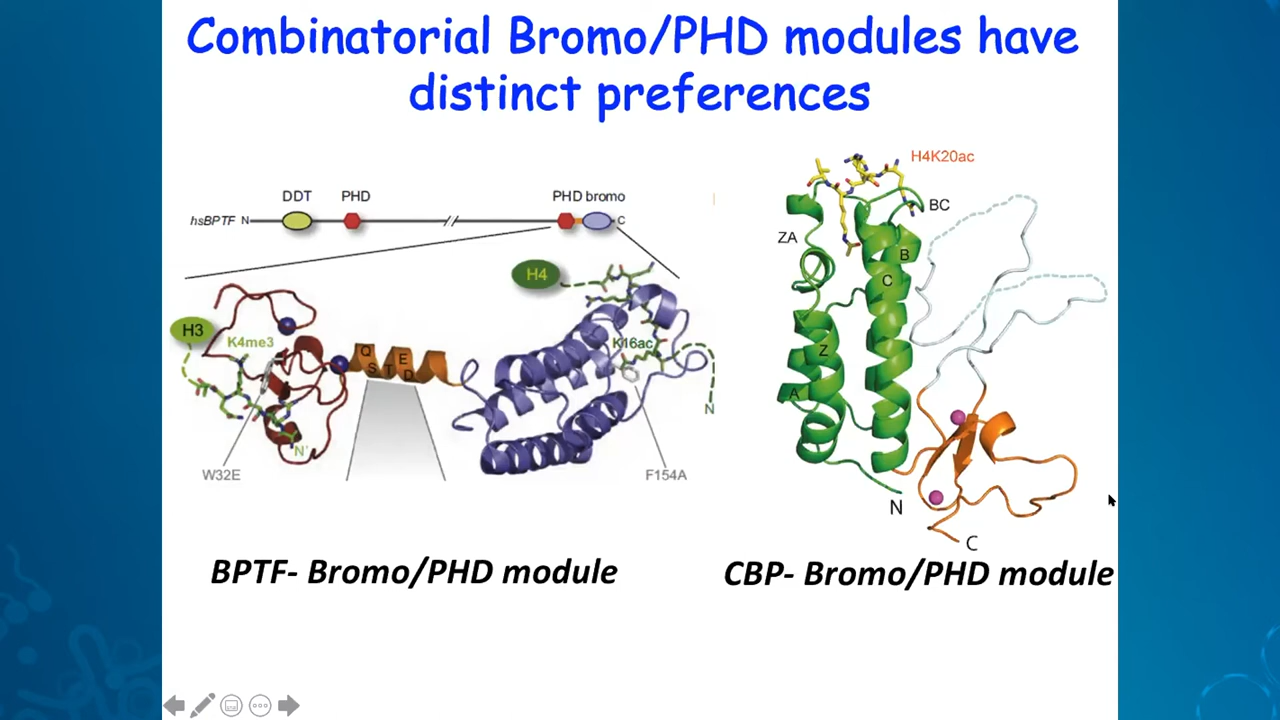 Combinatorial Bromo/PHD modules have
distinct preferences
DDT PHD PHD bromo
hsBPTF N C
H4
H3
K4me3
Q
S
T
E
D
K16ac
N
N'
W32E
F154A
H4K20ac
BC
ZA
B
C
Z
A
N
C
BPTF- Bromo/PHD module
CBP- Bromo/PHD module